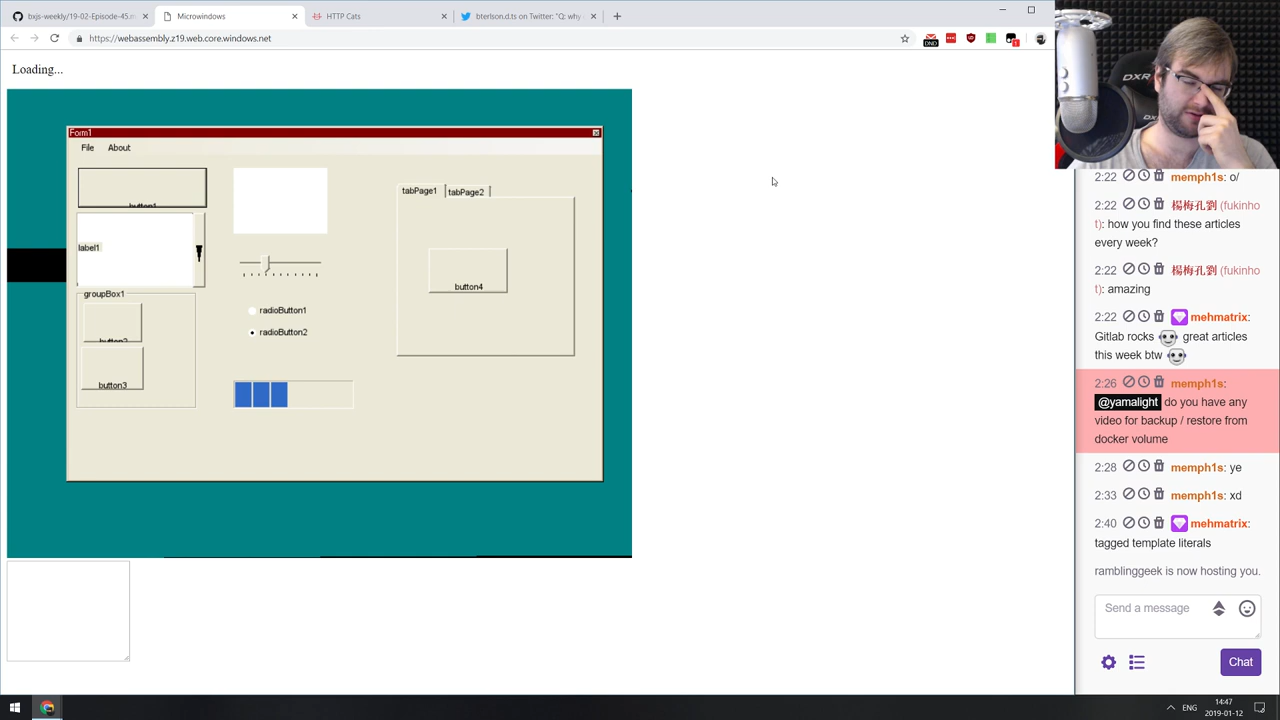 bxjs-weekly/19-02-Episode-45.m
Microwindows
HTTP Cats
bterlson.d.ts on Twitter: "Q: why
https://webassembly.z19.web.core.windows.net
DND
1
Loading...
Form1
File About
button1
label1
groupBox1
button2
button3
radioButton1
radioButton2
tabPage1 tabPage2
button4
DXR
2:22 memph1s: o/
2:22 楊梅孔劉 (fukinho
t): how you find these articles
every week?
2:22 楊梅孔劉 (fukinho
t): amazing
2:22 mehmatrix:
Gitlab rocks great articles
this week btw
2:26 memph1s:
@yamalight do you have any
video for backup / restore from
docker volume
2:28 memph1s: ye
2:33 memph1s: xd
2:40 mehmatrix:
tagged template literals
ramblinggeek is now hosting you.
Send a message
Chat
ENG
14:47
2019-01-12